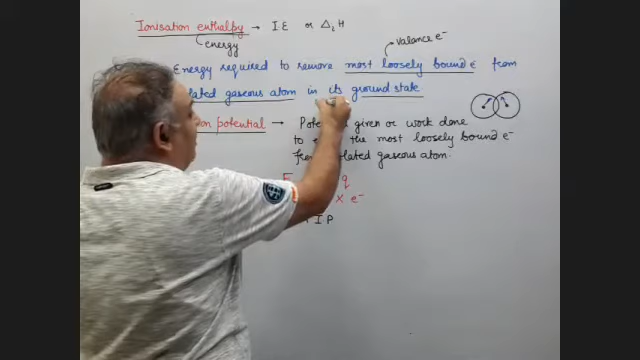 Ionisation enthalpy → I.E or ΔiH
energy
valance e⁻
Energy required to remove most loosely bound e from
lated gaseous atom in its ground state
on potential → Pote given or work done
to the most loosely bound e⁻
from lated gaseous atom.
q
x e⁻
I P